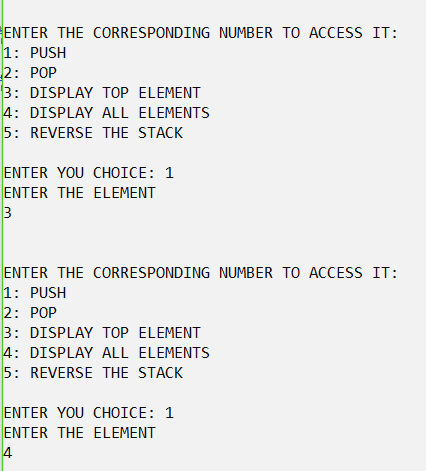 ENTER THE CORRESPONDING NUMBER TO ACCESS IT:
1: PUSH
2: POP
3: DISPLAY TOP ELEMENT
4: DISPLAY ALL ELEMENTS
5: REVERSE THE STACK
ENTER YOU CHOICE: 1
ENTER THE ELEMENT
3
ENTER THE CORRESPONDING NUMBER TO ACCESS IT:
1: PUSH
2: POP
3: DISPLAY TOP ELEMENT
4: DISPLAY ALL ELEMENTS
5: REVERSE THE STACK
ENTER YOU CHOICE: 1
ENTER THE ELEMENT
4